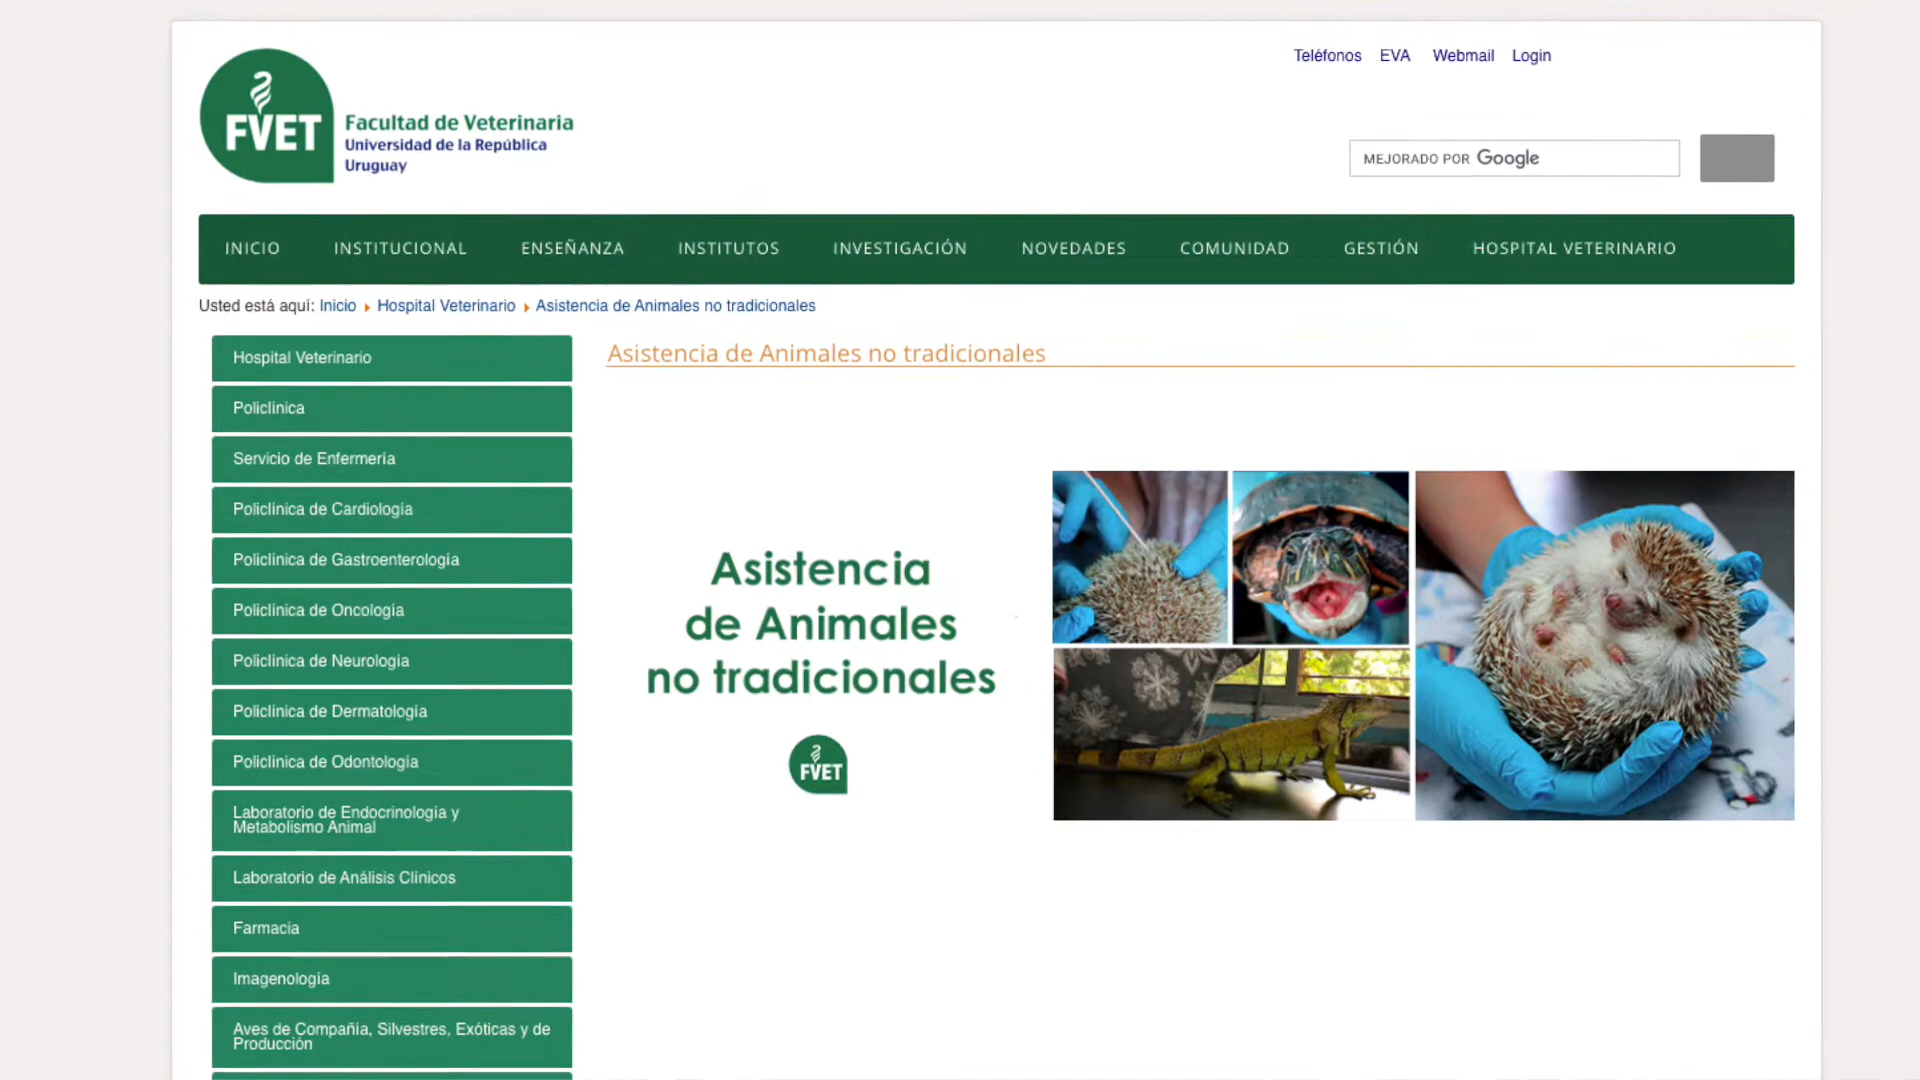 Teléfonos EVA Webmail Login
FVET
Facultad de Veterinaria
Universidad de la República
Uruguay
MEJORADO POR Google
INICIO INSTITUCIONAL ENSEÑANZA INSTITUTOS INVESTIGACIÓN NOVEDADES COMUNIDAD GESTIÓN HOSPITAL VETERINARIO
Usted está aquí: Inicio Hospital Veterinario Asistencia de Animales no tradicionales
Hospital Veterinario
Policlínica
Servicio de Enfermería
Policlínica de Cardiología
Policlínica de Gastroenterología
Policlínica de Oncología
Policlínica de Neurología
Policlínica de Dermatología
Policlínica de Odontología
Laboratorio de Endocrinología y
Metabolismo Animal
Laboratorio de Análisis Clínicos
Farmacia
Imagenología
Aves de Compañía, Silvestres, Exóticas y de
Producción
Asistencia de Animales no tradicionales
Asistencia
de Animales
no tradicionales
FVET